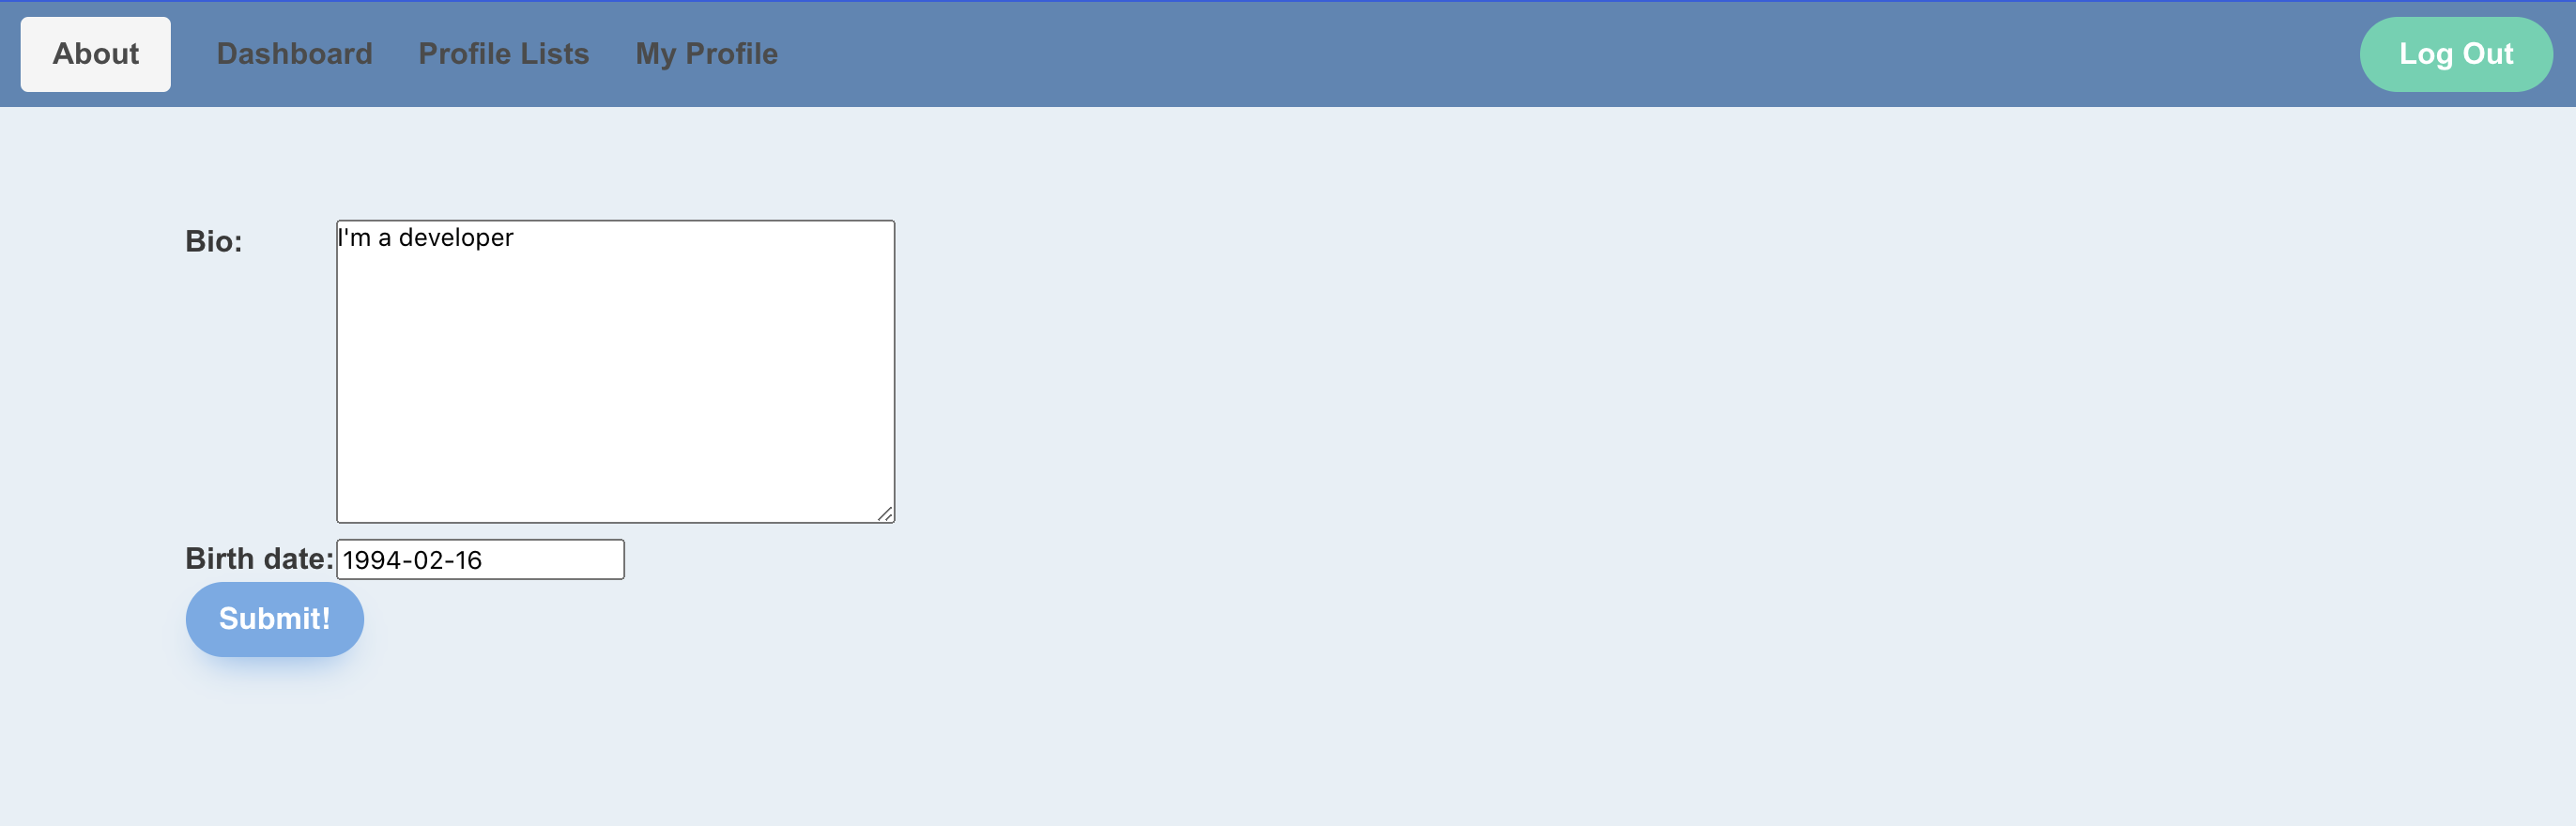 About Dashboard Profile Lists My Profile Log Out
Bio: I'm a developer
Birth date: 1994-02-16
Submit!